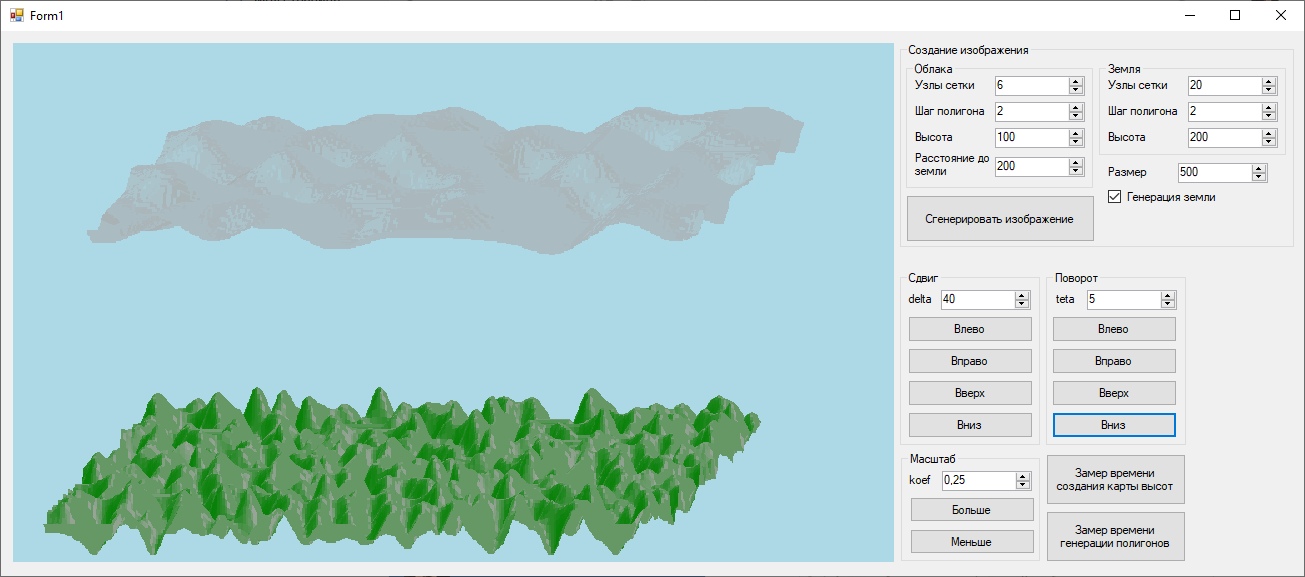 Form1
Создание изображения
Облака
Узлы сетки 6
Шаг полигона 2
Высота 100
Расстояние до
земли 200
Земля
Узлы сетки 20
Шаг полигона 2
Высота 200
Размер 500
Генерация земли
Сгенерировать изображение
Сдвиг
delta 40
Влево
Вправо
Вверх
Вниз
Поворот
teta 5
Влево
Вправо
Вверх
Вниз
Масштаб
koef 0,25
Больше
Меньше
Замер времени
создания карты высот
Замер времени
генерации полигонов